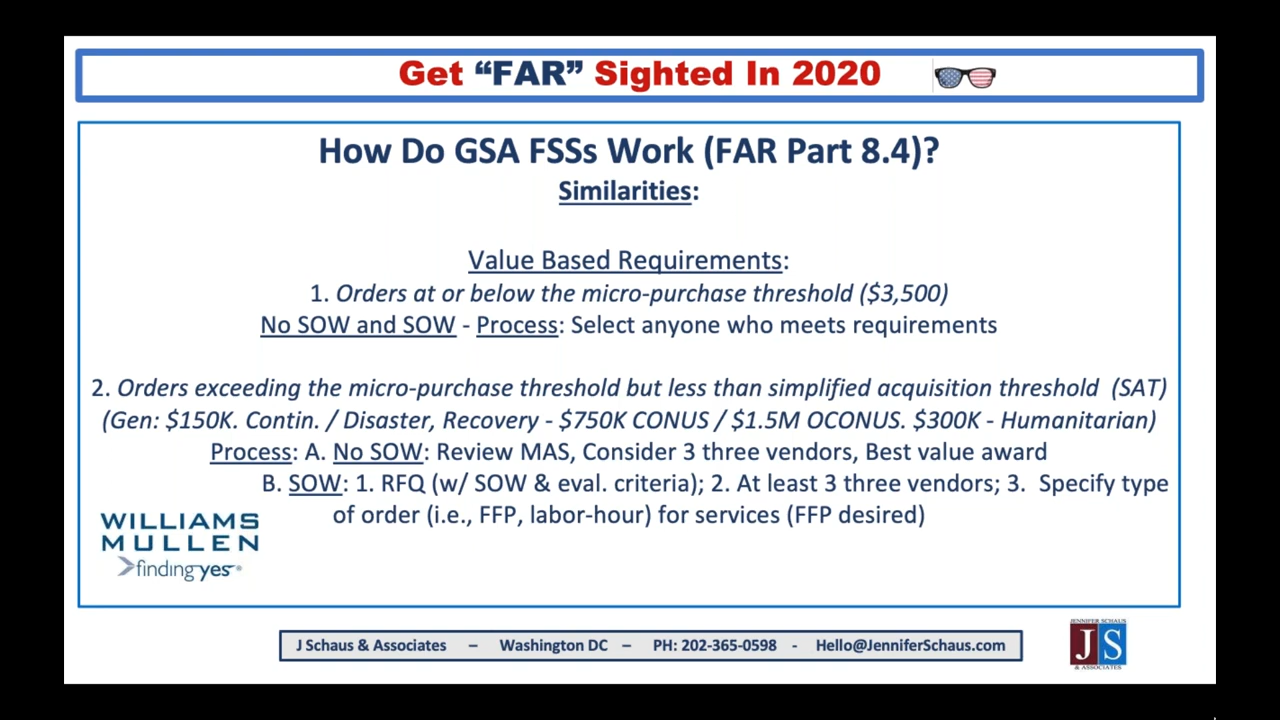 Get “FAR” Sighted In 2020
How Do GSA FSSs Work (FAR Part 8.4)?
Similarities:
Value Based Requirements:
1. Orders at or below the micro-purchase threshold ($3,500)
No SOW and SOW - Process: Select anyone who meets requirements
2. Orders exceeding the micro-purchase threshold but less than simplified acquisition threshold (SAT)
(Gen: $150K. Contin. / Disaster, Recovery - $750K CONUS / $1.5M OCONUS. $300K - Humanitarian)
Process: A. No SOW: Review MAS, Consider 3 three vendors, Best value award
B. SOW: 1. RFQ (w/ SOW & eval. criteria); 2. At least 3 three vendors; 3. Specify type
of order (i.e., FFP, labor-hour) for services (FFP desired)
WILLIAMS
MULLEN
finding yes®
J Schaus & Associates – Washington DC – PH: 202-365-0598 - Hello@JenniferSchaus.com
JENNIFER SCHAUS
J S
& ASSOCIATES